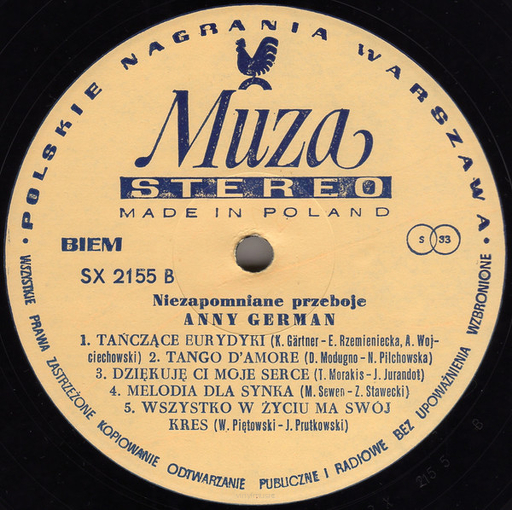 • POLSKIE NAGRANIA WARSZAWA •
Muza
STEREO
MADE IN POLAND
BIEM
S 33
SX 2155 B
Niezapomniane przeboje
ANNY GERMAN
1. TAŃCZĄCE EURYDYKI (K. Gärtner – E. Rzemieniecka, A. Woj-
ciechowski) 2. TANGO D'AMORE (D. Modugno – N. Pilchowska)
3. DZIĘKUJĘ CI MOJE SERCE (T. Morakis – J. Jurandot)
4. MELODIA DLA SYNKA (M. Sewen – Z. Stawecki)
5. WSZYSTKO W ŻYCIU MA SWÓJ
KRES (W. Piętowski – J. Prutkowski)
WSZYSTKIE PRAWA ZASTRZEŻONE KOPIOWANIE ODTWARZANIE PUBLICZNE I RADIOWE BEZ UPOWAŻNIENIA WZBRONIONE